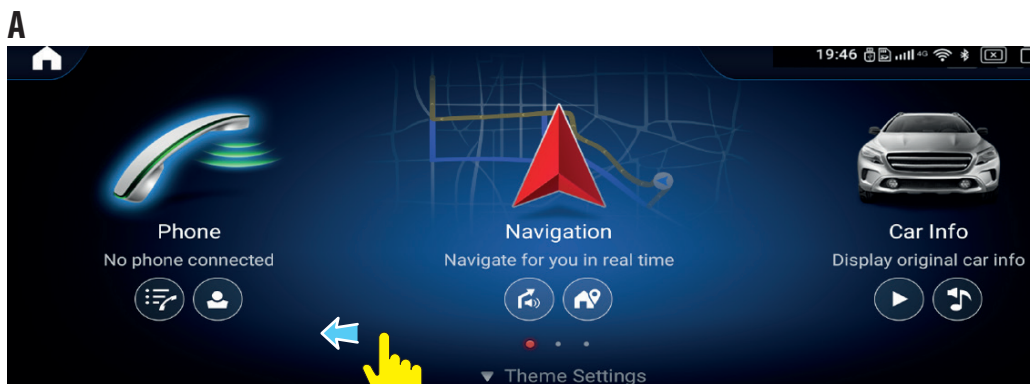 A
19:46 4G
Phone
No phone connected
Navigation
Navigate for you in real time
Car Info
Display original car info
Theme Settings